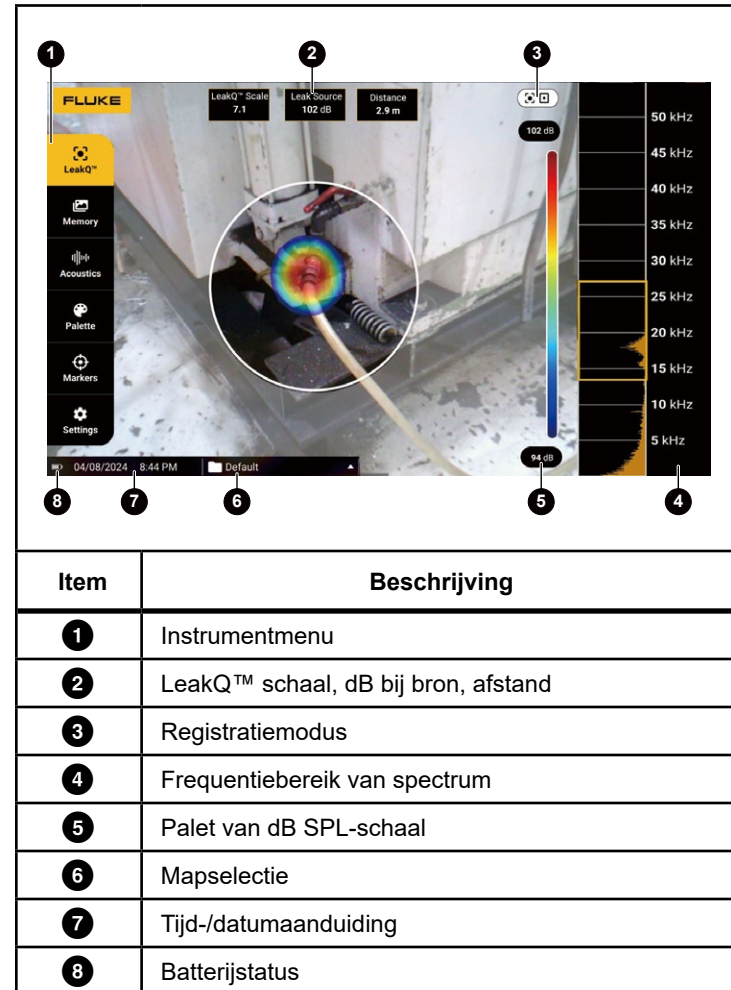 1 2 3
FLUKE
LeakQ™ Scale
7.1
Leak Source
102 dB
Distance
2.9 m
102 dB
50 kHz
45 kHz
40 kHz
35 kHz
30 kHz
25 kHz
20 kHz
15 kHz
10 kHz
5 kHz
LeakQ™
Memory
Acoustics
Palette
Markers
Settings
94 dB
04/08/2024 8:44 PM Default
8 7 6 5 4
Item Beschrijving
1 Instrumentmenu
2 LeakQ™ schaal, dB bij bron, afstand
3 Registratiemodus
4 Frequentiebereik van spectrum
5 Palet van dB SPL-schaal
6 Mapselectie
7 Tijd-/datumaanduiding
8 Batterijstatus